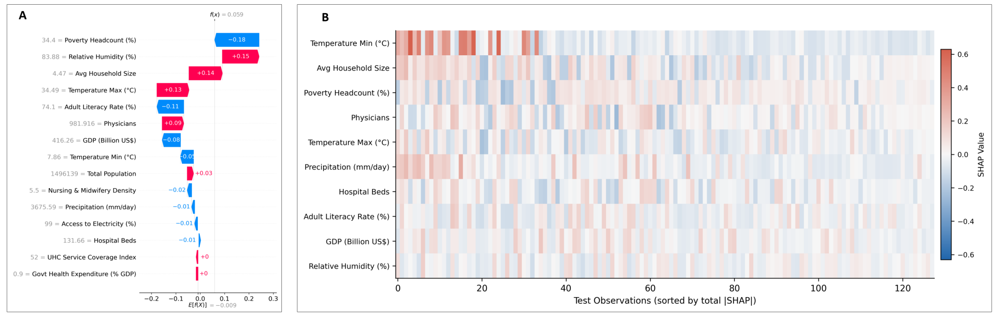 A
f(x) = 0.059
34.4 = Poverty Headcount (%) −0.18
83.88 = Relative Humidity (%) +0.15
4.47 = Avg Household Size +0.14
34.49 = Temperature Max (°C) +0.13
74.1 = Adult Literacy Rate (%) −0.11
981.916 = Physicians +0.09
416.26 = GDP (Billion US$) −0.08
7.86 = Temperature Min (°C) −0.05
1496139 = Total Population +0.03
5.5 = Nursing & Midwifery Density −0.02
3675.59 = Precipitation (mm/day) −0.01
99 = Access to Electricity (%) −0.01
131.66 = Hospital Beds −0.01
52 = UHC Service Coverage Index +0
0.9 = Govt Health Expenditure (% GDP) +0
−0.2 −0.1 0.0 0.1 0.2 0.3
E[f(X)] = −0.009
B
Temperature Min (°C)
Avg Household Size
Poverty Headcount (%)
Physicians
Temperature Max (°C)
Precipitation (mm/day)
Hospital Beds
Adult Literacy Rate (%)
GDP (Billion US$)
Relative Humidity (%)
0 20 40 60 80 100 120
Test Observations (sorted by total |SHAP|)
0.6
0.4
0.2
0.0
−0.2
−0.4
−0.6
SHAP Value